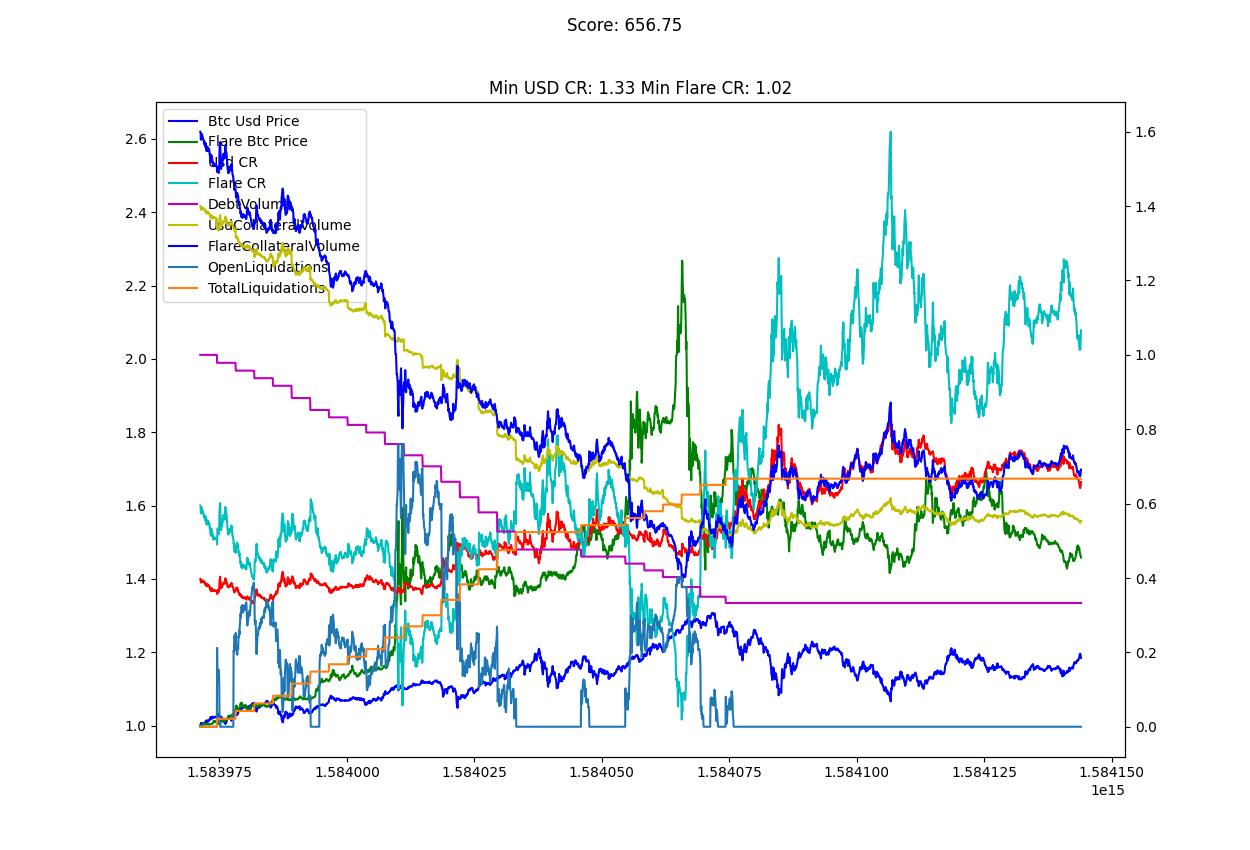 Score: 656.75
Min USD CR: 1.33 Min Flare CR: 1.02
Btc Usd Price
Flare Btc Price
Usd CR
Flare CR
DebtVolume
UsdCollateralVolume
FlareCollateralVolume
OpenLiquidations
TotalLiquidations
2.6
2.4
2.2
2.0
1.8
1.6
1.4
1.2
1.0
1.6
1.4
1.2
1.0
0.8
0.6
0.4
0.2
0.0
1.583975 1.584000 1.584025 1.584050 1.584075 1.584100 1.584125 1.584150
1e15